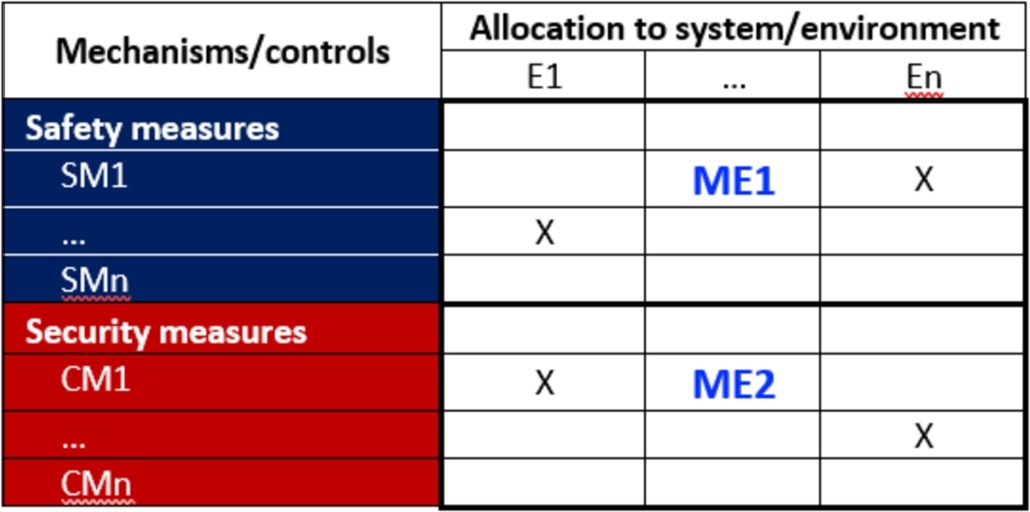 Mechanisms/controls
Allocation to system/environment
E1 ... En
Safety measures
SM1 ME1 X
... X
SMn
Security measures
CM1 X ME2
... X
CMn